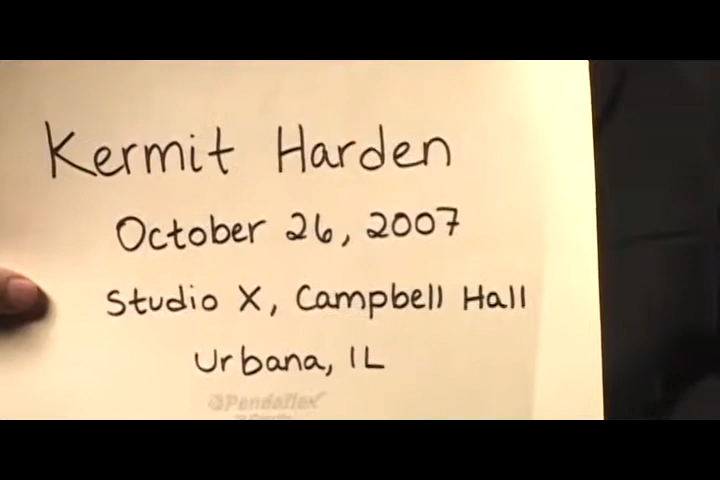 Kermit Harden
October 26, 2007
Studio X, Campbell Hall
Urbana, IL
Pendaflex